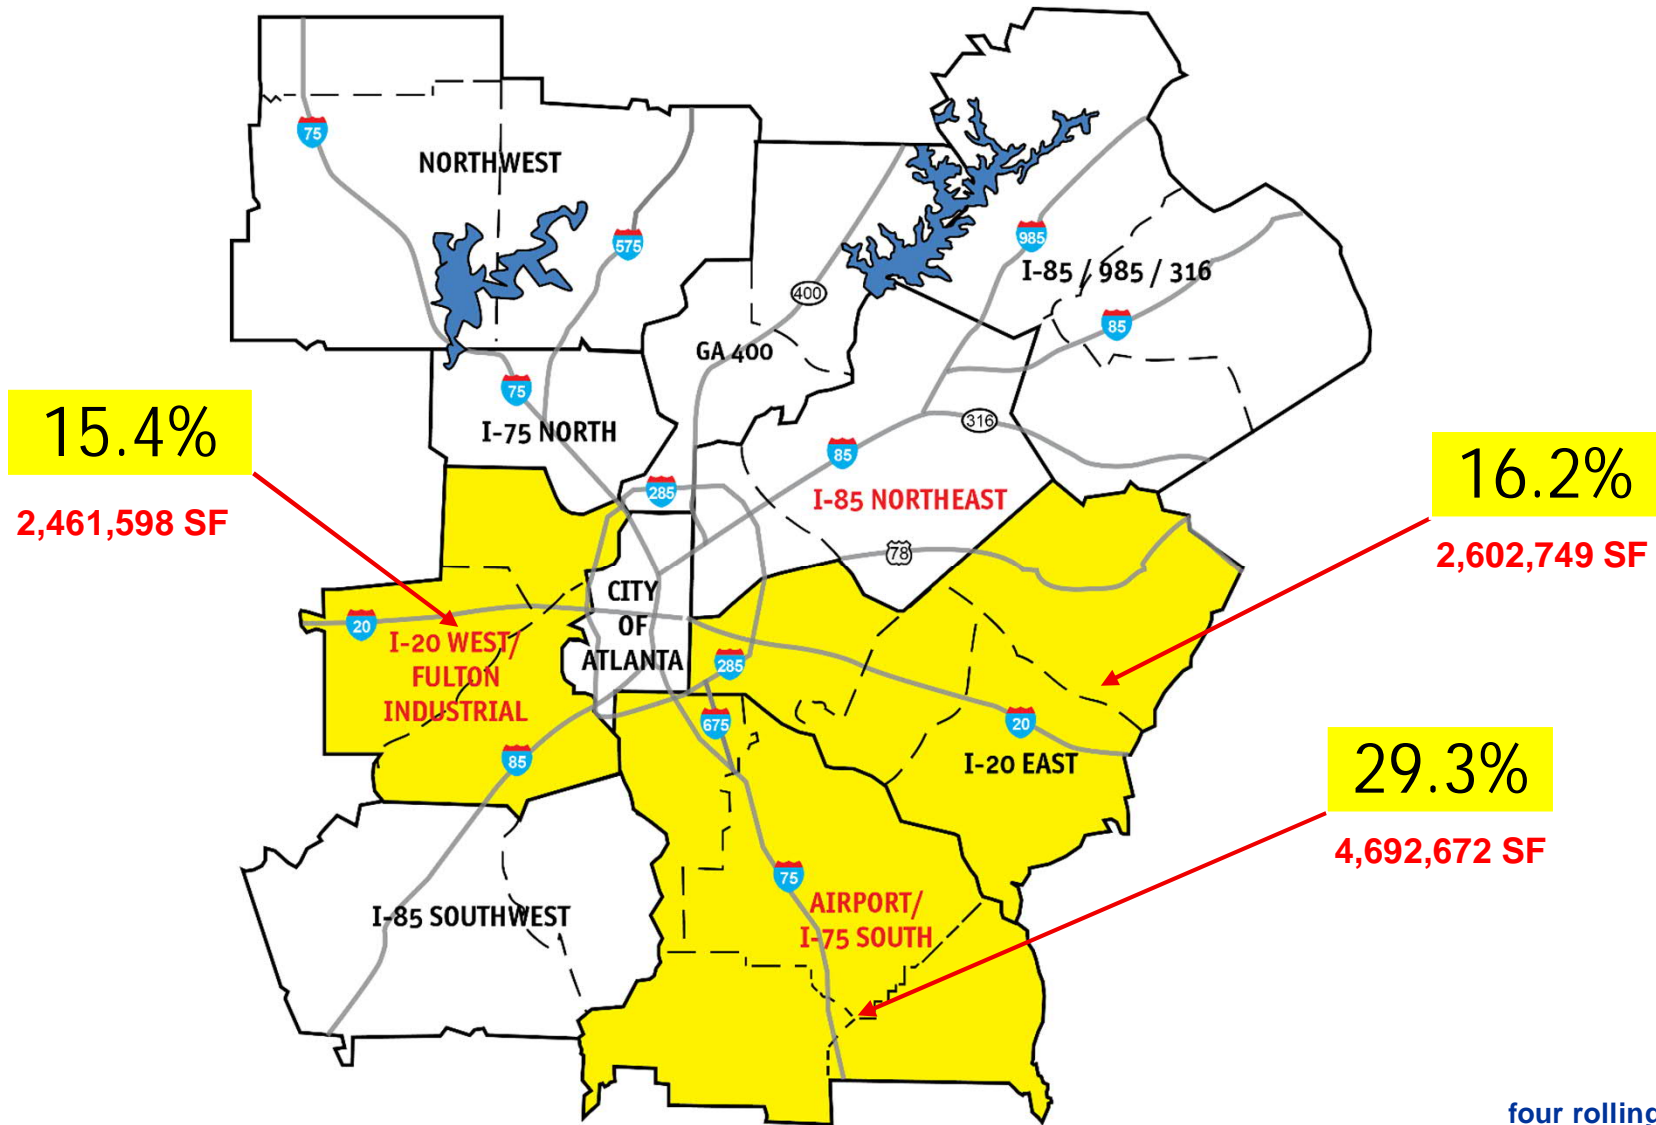 75
NORTHWEST
575
985
I-85 / 985 / 316
400
85
GA 400
75
15.4%
I-75 NORTH
316
85
16.2%
285
I-85 NORTHEAST
2,461,598 SF
78
2,602,749 SF
CITY
OF
ATLANTA
20
I-20 WEST/
FULTON
INDUSTRIAL
285
675
20
85
I-20 EAST
29.3%
4,692,672 SF
75
AIRPORT/
I-75 SOUTH
I-85 SOUTHWEST
four rolling